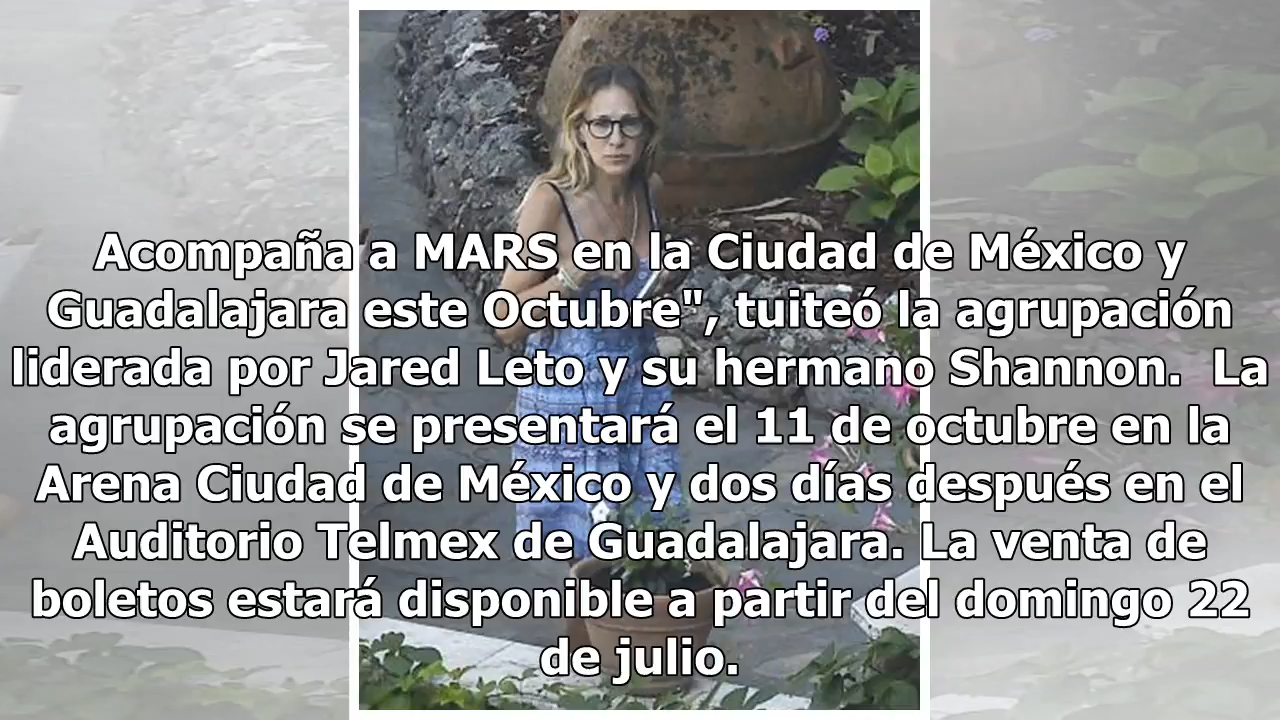 Acompaña a MARS en la Ciudad de México y
Guadalajara este Octubre", tuiteó la agrupación
liderada por Jared Leto y su hermano Shannon.  La
agrupación se presentará el 11 de octubre en la
Arena Ciudad de México y dos días después en el
Auditorio Telmex de Guadalajara. La venta de
boletos estará disponible a partir del domingo 22
de julio.